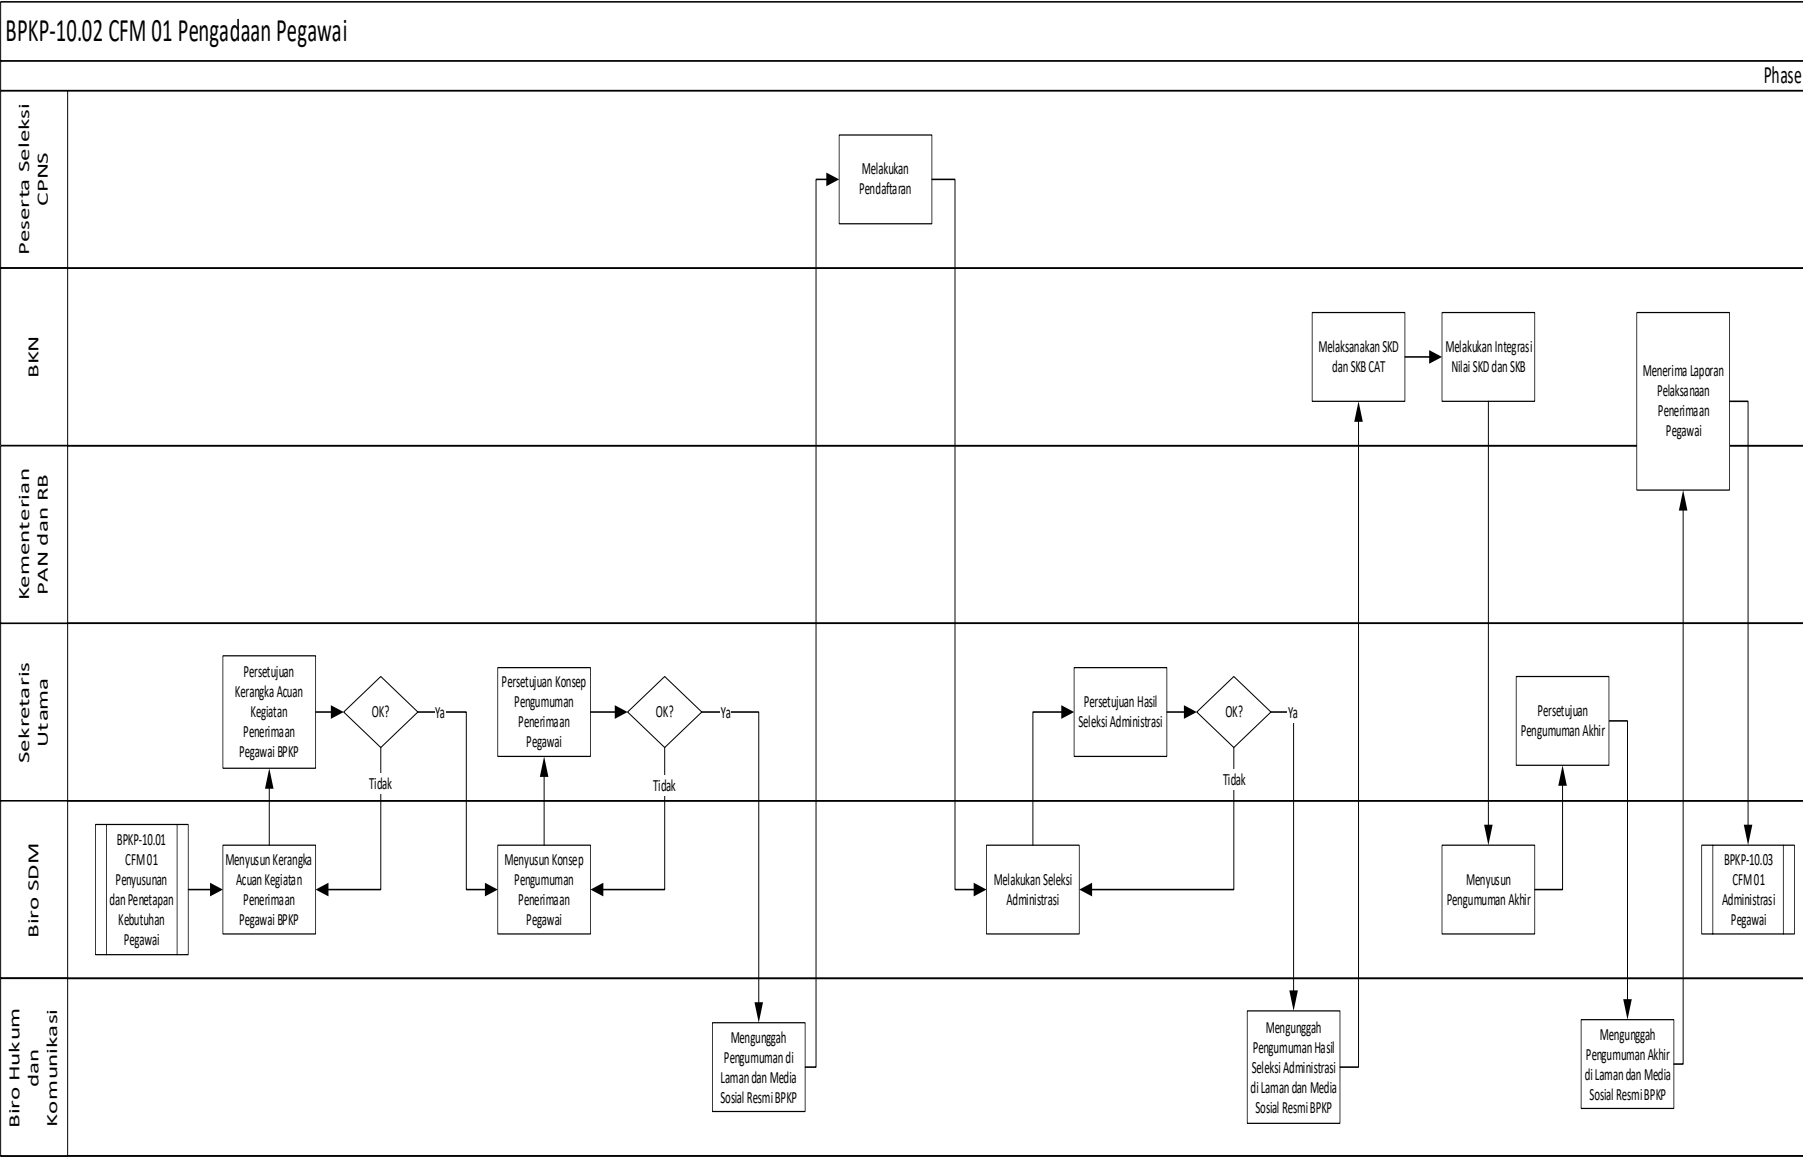 BPKP-10.02 CFM 01 Pengadaan Pegawai
Phase
Peserta Seleksi
CPNS
Melakukan
Pendaftaran
BKN
Melaksanakan SKD
dan SKB CAT
Melakukan Integrasi
Nilai SKD dan SKB
Menerima Laporan
Pelaksanaan
Penerimaan
Pegawai
Kementerian
PAN dan RB
Sekretaris
Utama
Persetujuan
Kerangka Acuan
Kegiatan
Penerimaan
Pegawai BPKP
OK?
Ya
Tidak
Persetujuan Konsep
Pengumuman
Penerimaan
Pegawai
OK?
Ya
Tidak
Persetujuan Hasil
Seleksi Administrasi
OK?
Ya
Tidak
Persetujuan
Pengumuman Akhir
Biro SDM
BPKP-10.01
CFM 01
Penyusunan
dan Penetapan
Kebutuhan
Pegawai
Menyusun Kerangka
Acuan Kegiatan
Penerimaan
Pegawai BPKP
Menyusun Konsep
Pengumuman
Penerimaan
Pegawai
Melakukan Seleksi
Administrasi
Menyusun
Pengumuman Akhir
BPKP-10.03
CFM 01
Administrasi
Pegawai
Biro Hukum
dan
Komunikasi
Mengunggah
Pengumuman di
Laman dan Media
Sosial Resmi BPKP
Mengunggah
Pengumuman Hasil
Seleksi Administrasi
di Laman dan Media
Sosial Resmi BPKP
Mengunggah
Pengumuman Akhir
di Laman dan Media
Sosial Resmi BPKP